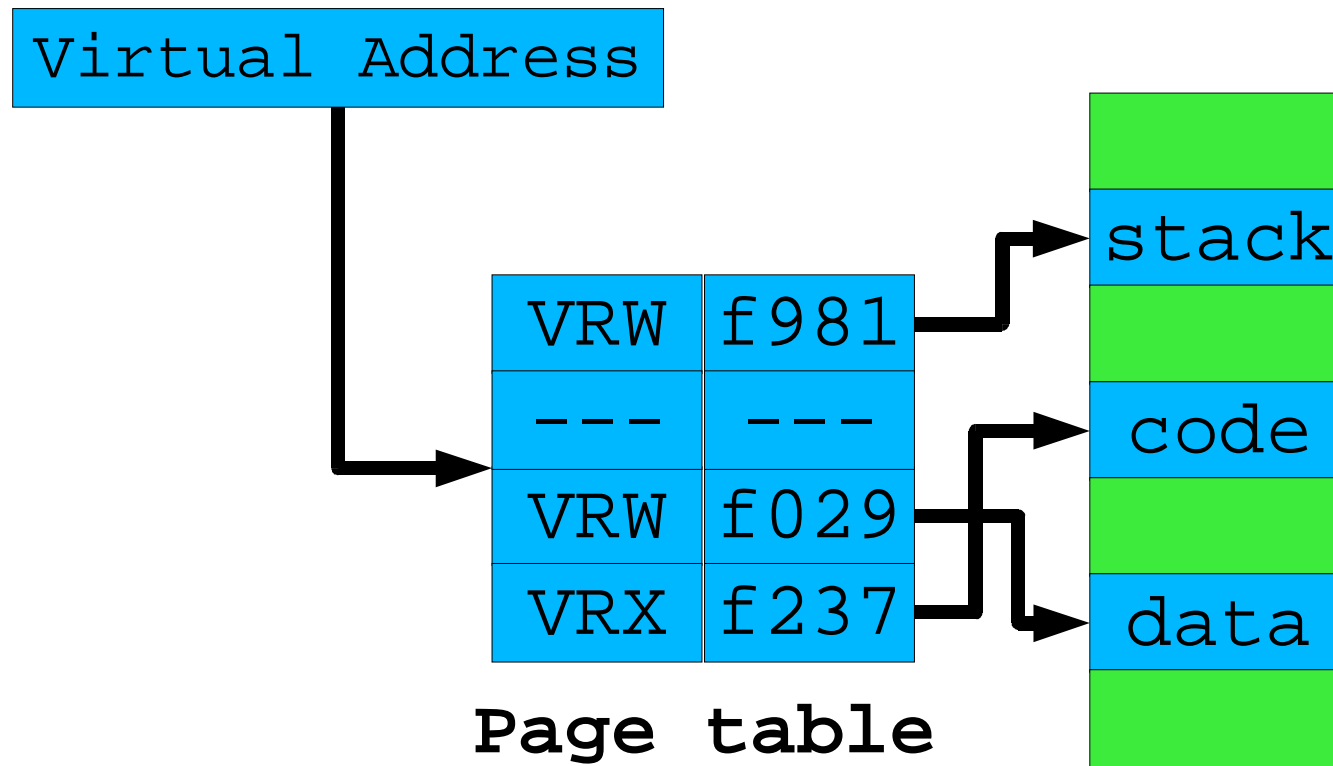 Virtual Address
stack
VRW f981
--- ---
code
VRW f029
VRX f237
data
Page table